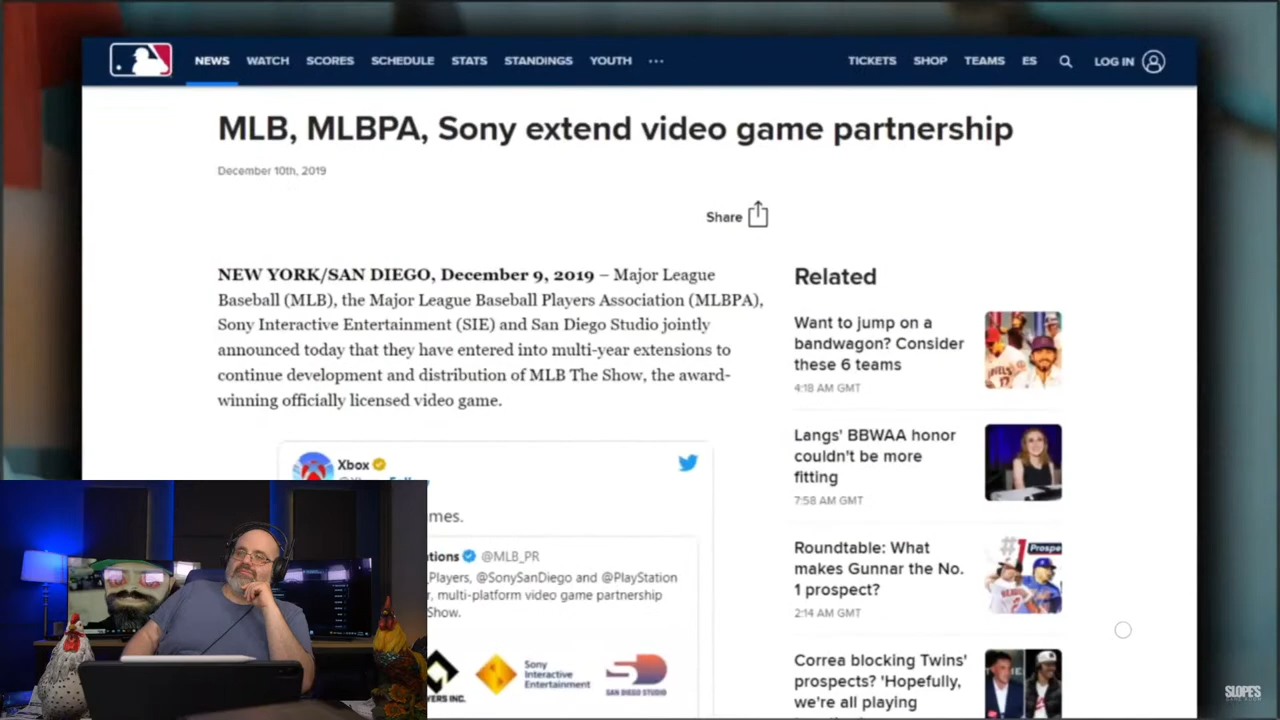 NEWS WATCH SCORES SCHEDULE STATS STANDINGS YOUTH ... TICKETS SHOP TEAMS ES LOG IN
MLB, MLBPA, Sony extend video game partnership
December 10th, 2019
Share
NEW YORK/SAN DIEGO, December 9, 2019 – Major League
Baseball (MLB), the Major League Baseball Players Association (MLBPA),
Sony Interactive Entertainment (SIE) and San Diego Studio jointly
announced today that they have entered into multi-year extensions to
continue development and distribution of MLB The Show, the award-
winning officially licensed video game.
Xbox
mes.
ations @MLB_PR
Players, @SonySanDiego and @PlayStation
r, multi-platform video game partnership
Show.
YERS INC.
Sony
Interactive
Entertainment
SAN DIEGO STUDIO
Related
Want to jump on a
bandwagon? Consider
these 6 teams
4:18 AM GMT
Langs' BBWAA honor
couldn't be more
fitting
7:58 AM GMT
Roundtable: What
makes Gunnar the No.
1 prospect?
2:14 AM GMT
#1 Prospe
Correa blocking Twins'
prospects? 'Hopefully,
we're all playing
SLOPES
GAME ROOM